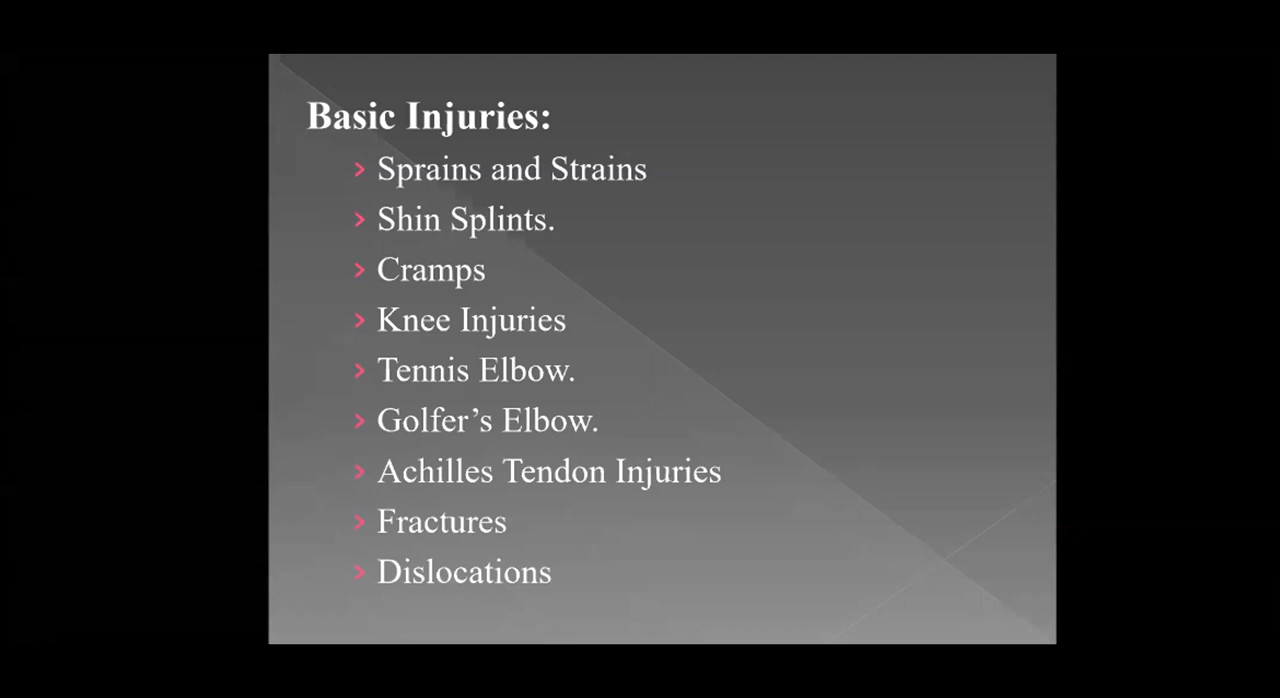 Basic Injuries:
Sprains and Strains
Shin Splints.
Cramps
Knee Injuries
Tennis Elbow.
Golfer’s Elbow.
Achilles Tendon Injuries
Fractures
Dislocations